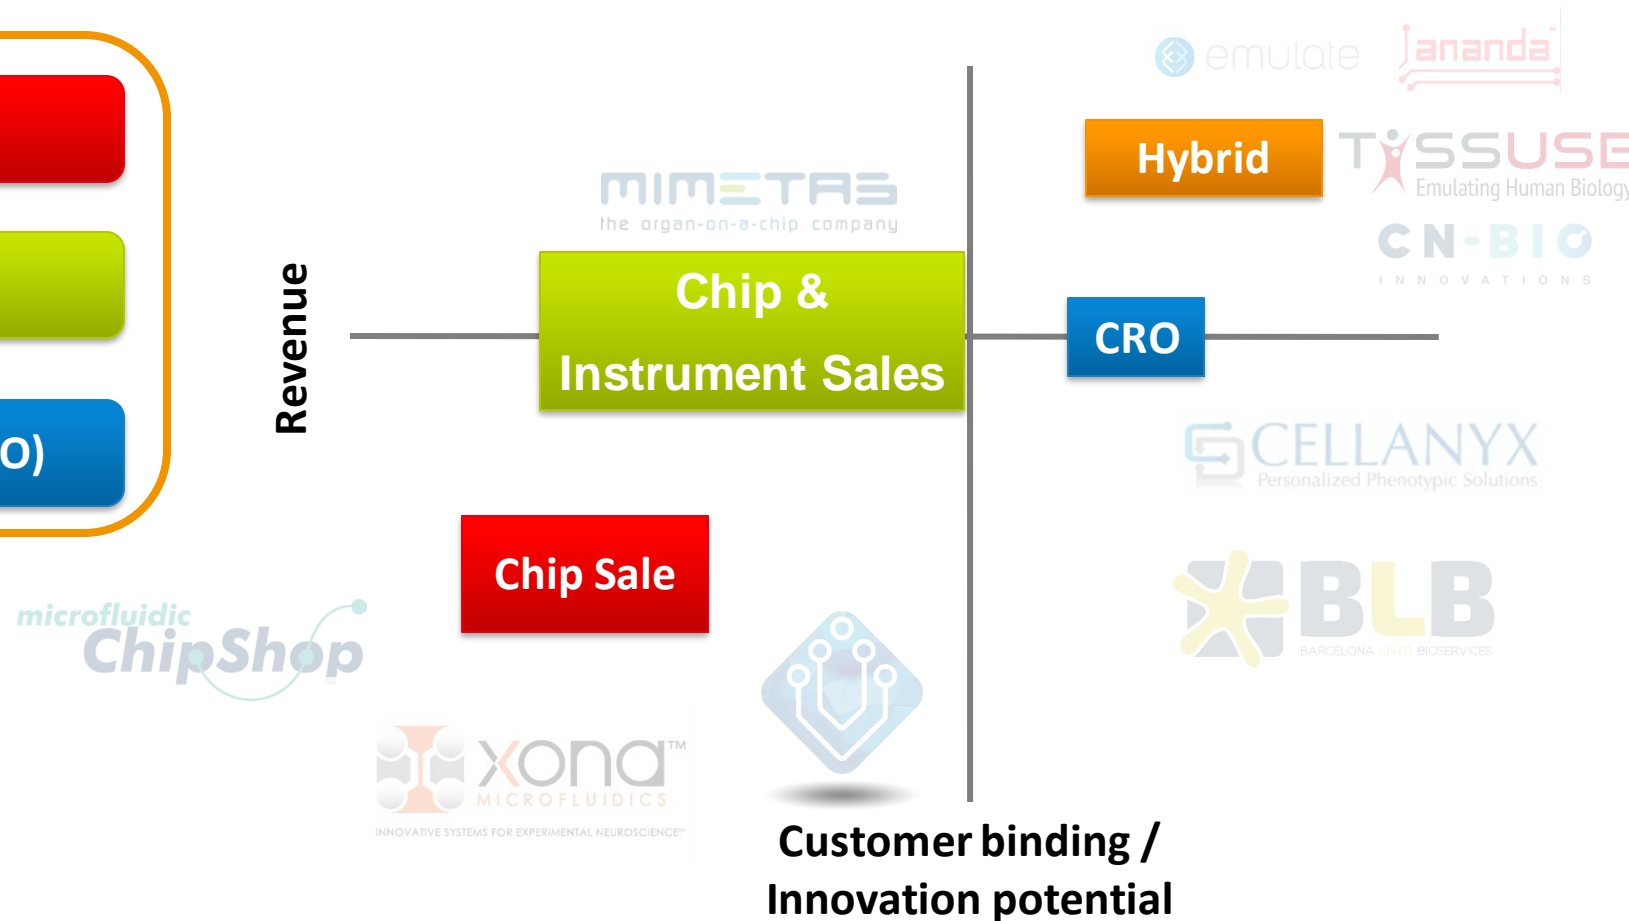 emulate
ananda
Hybrid
TISSUSE
Emulating Human Biology
MIMETAS
the organ-on-a-chip company
CN-BIO
INNOVATIONS
Revenue
Chip &
Instrument Sales
CRO
O)
CELLANYX
Personalized Phenotypic Solutions
Chip Sale
BLB
BARCELONA LIVER BIOSERVICES
microfluidic
ChipShop
xona™
MICROFLUIDICS
INNOVATIVE SYSTEMS FOR EXPERIMENTAL NEUROSCIENCE℠
Customer binding /
Innovation potential